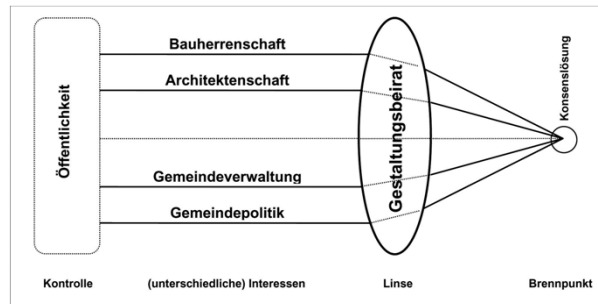 Öffentlichkeit
Bauherrenschaft
Architektenschaft
Gemeindeverwaltung
Gemeindepolitik
Gestaltungsbeirat
Konsenslösung
Kontrolle
(unterschiedliche) Interessen
Linse
Brennpunkt